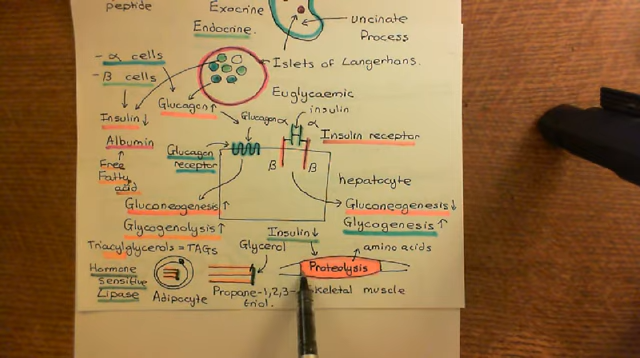 peptide
Exocrine
Endocrine.
uncinate
Process
- α cells
- β cells
Islets of Langerhans.
Euglycaemic
Glucagon↑
Insulin↓
Glucagon
α
insulin
α
Insulin receptor
Albumin
Free
Fatty
acid
Glucagon
receptor
β
β
hepatocyte
Gluconeogenesis↑
Glycogenolysis↑
Gluconeogenesis↓
Glycogenesis↑
Triacylglycerols = TAGs
Glycerol
Insulin↓
amino acids
Proteolysis
Hormone
Sensitive
Lipase
Adipocyte
Propane-1,2,3-
triol.
skeletal muscle